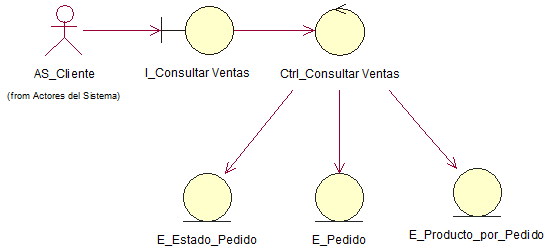 AS_Cliente
(from Actores del Sistema)
I_Consultar Ventas
Ctrl_Consultar Ventas
E_Estado_Pedido
E_Pedido
E_Producto_por_Pedido